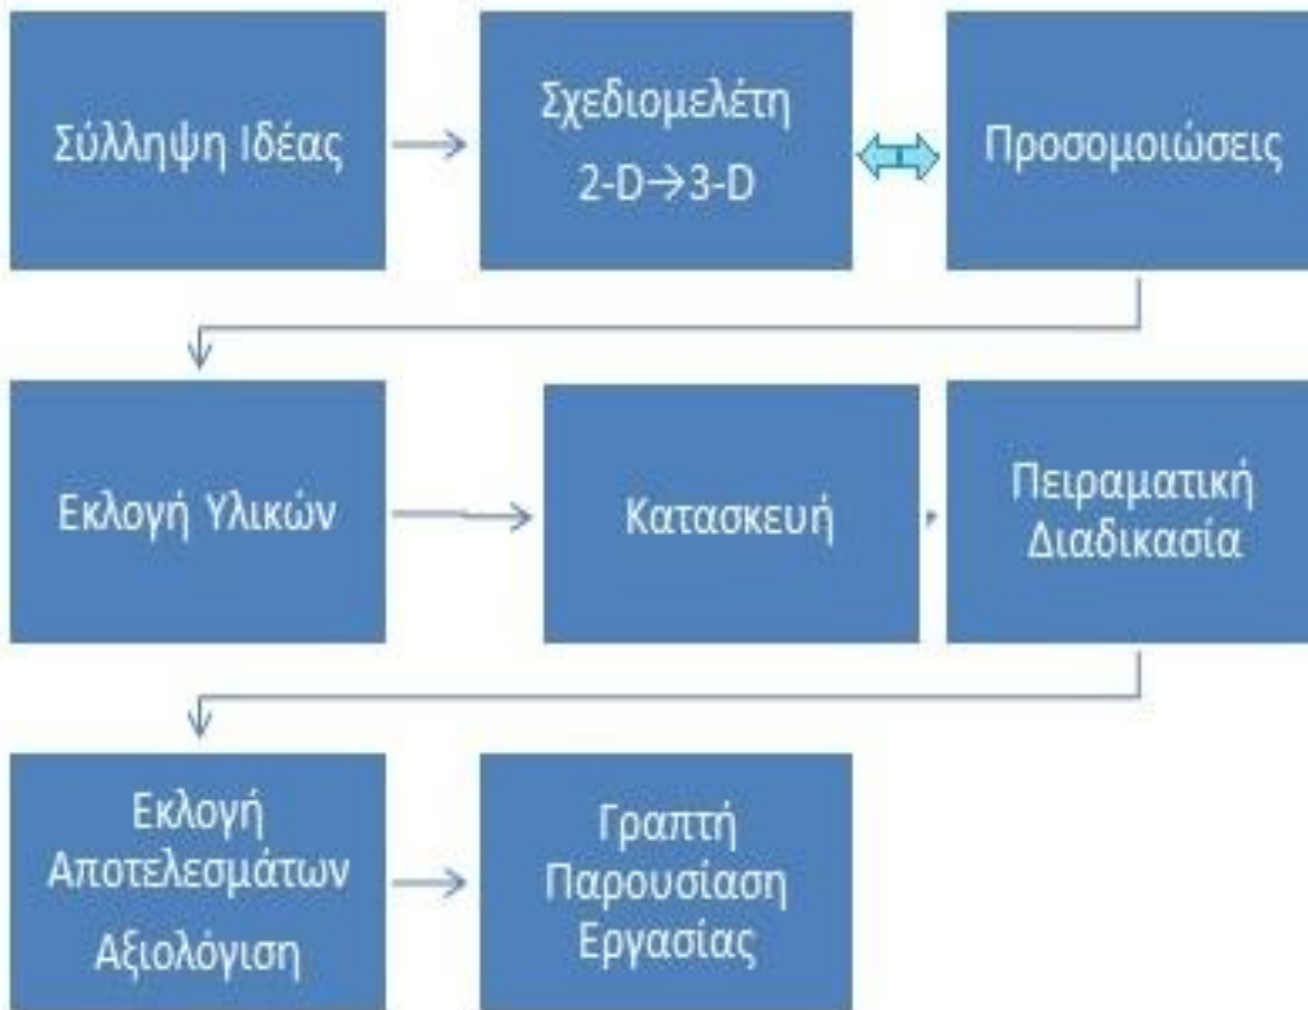 Σύλληψη Ιδέας
Σχεδιομελέτη
2-D→3-D
Προσομοιώσεις
Εκλογή Υλικών
Κατασκευή
Πειραματική
Διαδικασία
Εκλογή
Αποτελεσμάτων
Αξιολόγιση
Γραπτή
Παρουσίαση
Εργασίας